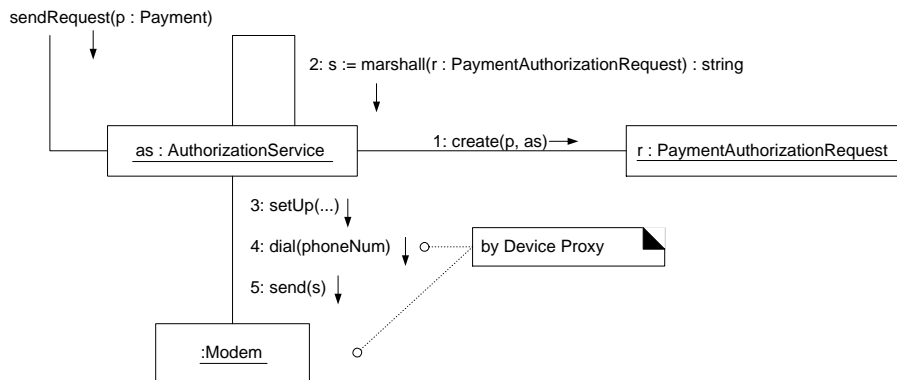 sendRequest(p : Payment)
2: s := marshall(r : PaymentAuthorizationRequest) : string
as : AuthorizationService
1: create(p, as)
r : PaymentAuthorizationRequest
3: setUp(...)
4: dial(phoneNum)
by Device Proxy
5: send(s)
:Modem